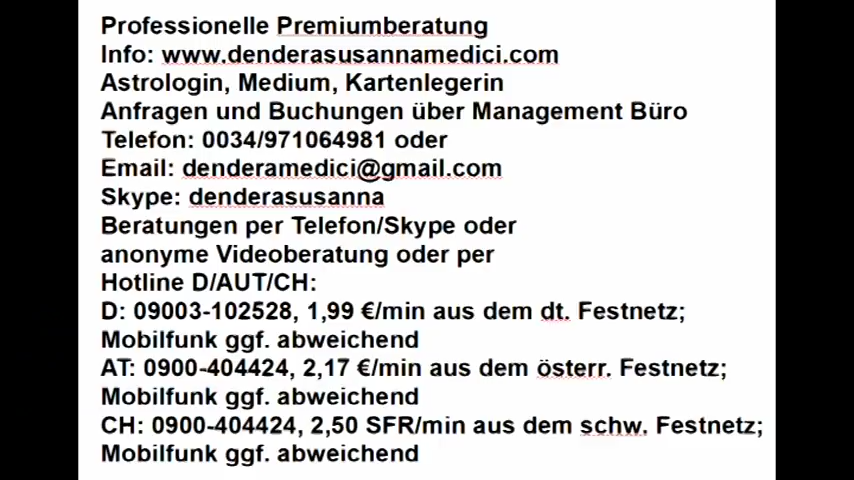 Professionelle Premiumberatung
Info: www.denderasusannamedici.com
Astrologin, Medium, Kartenlegerin
Anfragen und Buchungen über Management Büro
Telefon: 0034/971064981 oder
Email: denderamedici@gmail.com
Skype: denderasusanna
Beratungen per Telefon/Skype oder
anonyme Videoberatung oder per
Hotline D/AUT/CH:
D: 09003-102528, 1,99 €/min aus dem dt. Festnetz;
Mobilfunk ggf. abweichend
AT: 0900-404424, 2,17 €/min aus dem österr. Festnetz;
Mobilfunk ggf. abweichend
CH: 0900-404424, 2,50 SFR/min aus dem schw. Festnetz;
Mobilfunk ggf. abweichend